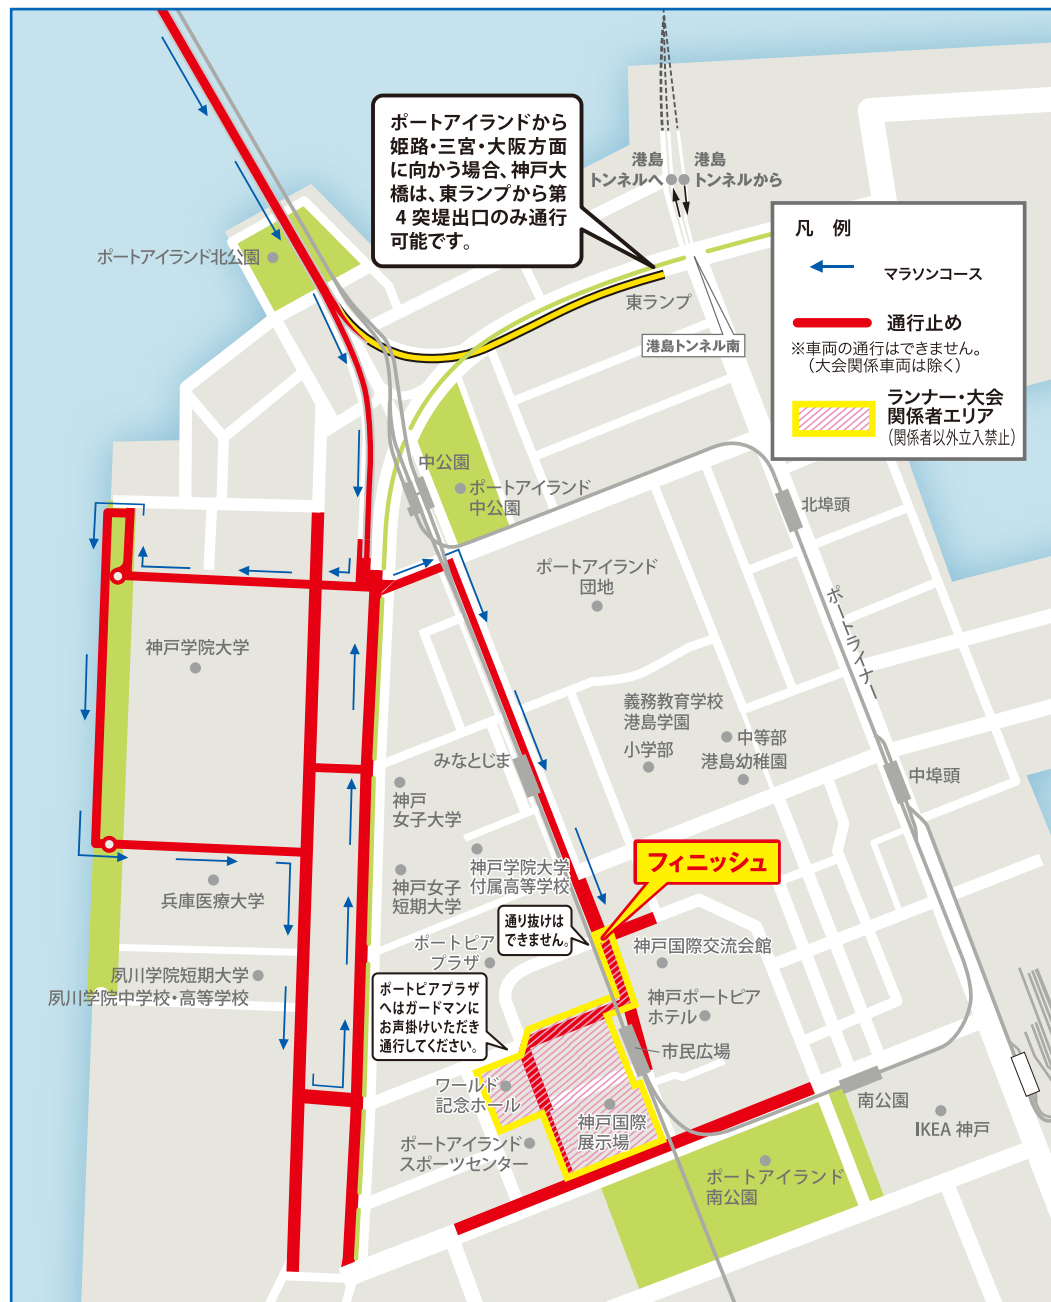 ポートアイランドから
姫路・三宮・大阪方面
に向かう場合、神戸大
橋は、東ランプから第
4突堤出口のみ通行
可能です。
港島
トンネルへ
港島
トンネルから
凡 例
マラソンコース
通行止め
※車両の通行はできません。
(大会関係車両は除く)
ランナー・大会
関係者エリア
(関係者以外立入禁止)
ポートアイランド北公園
東ランプ
港島トンネル南
中公園
ポートアイランド
中公園
北埠頭
ポートアイランド
団地
ポートライナー
神戸学院大学
義務教育学校
港島学園
小学部
中等部
港島幼稚園
みなとじま
中埠頭
神戸
女子大学
神戸学院大学
付属高等学校
神戸女子
短期大学
フィニッシュ
兵庫医療大学
通り抜けは
できません。
ポートピア
プラザ
神戸国際交流会館
夙川学院短期大学
夙川学院中学校・高等学校
ポートピアプラザ
へはガードマンに
お声掛けいただき
通行してください。
神戸ポートピア
ホテル
市民広場
ワールド
記念ホール
神戸国際
展示場
南公園
IKEA 神戸
ポートアイランド
スポーツセンター
ポートアイランド
南公園